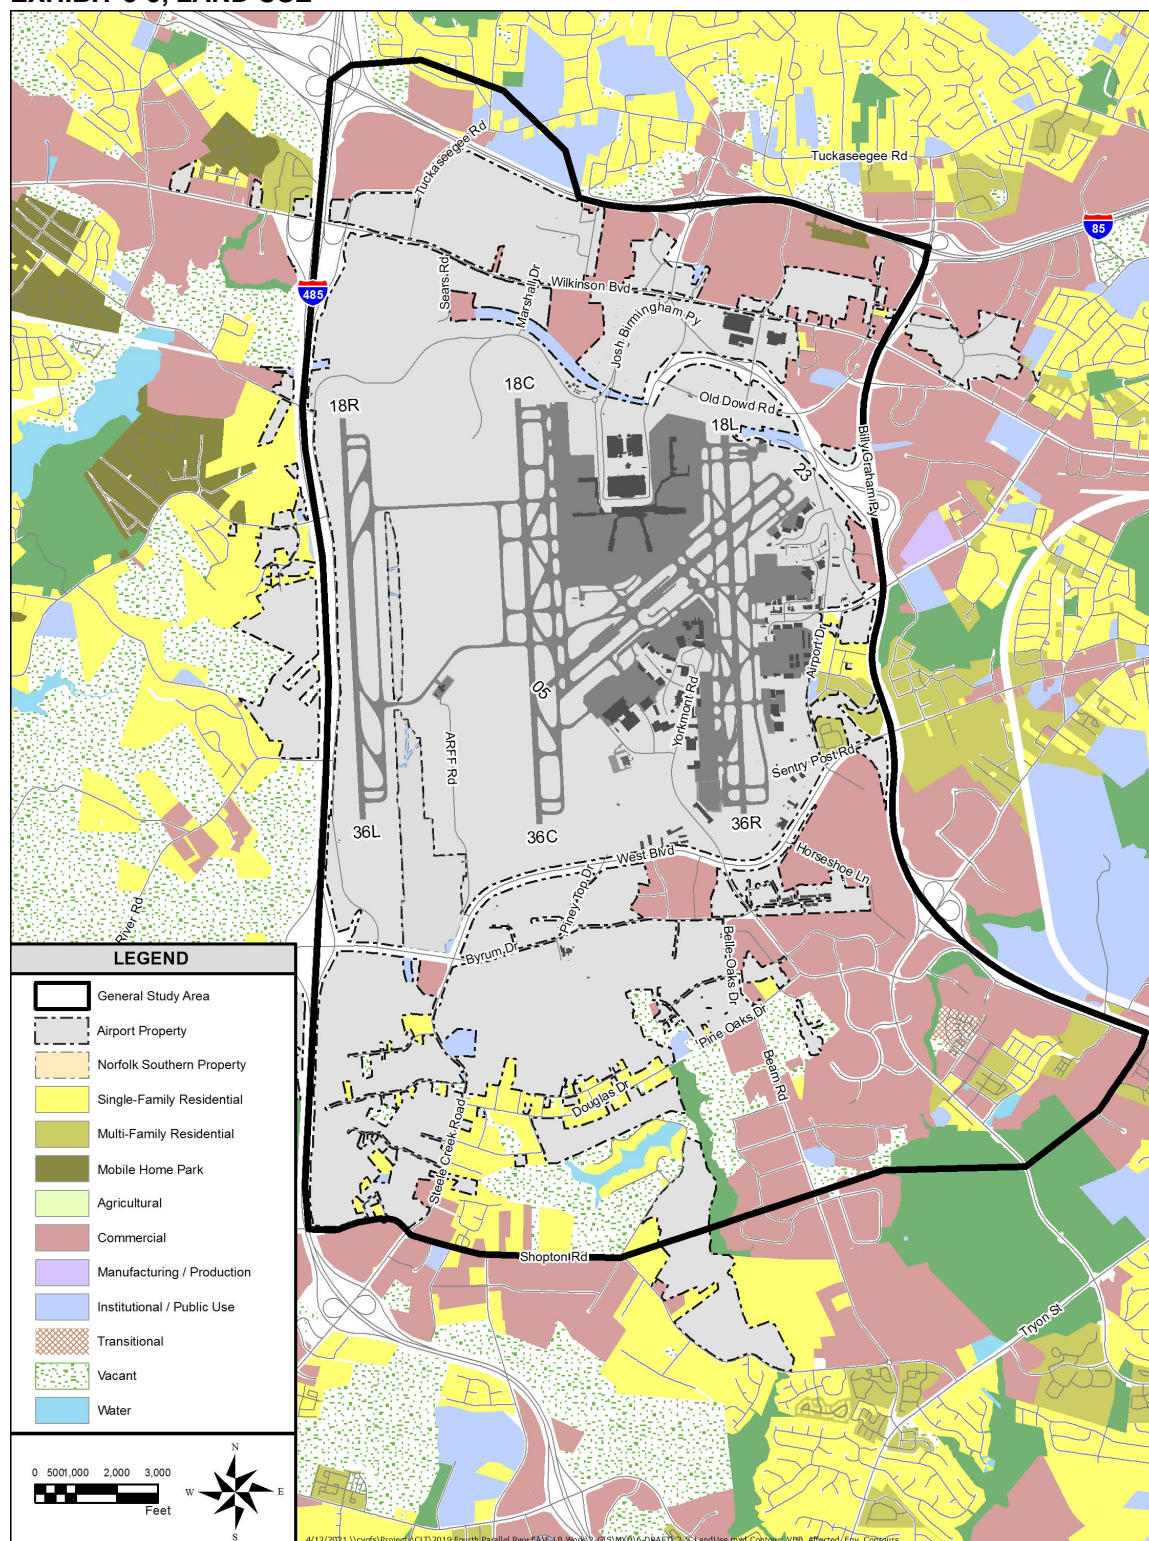 Tuckaseegee Rd
Tuckaseegee Rd
85
485
Sears Rd
Marshall Dr
Wilkinson Bvd
Josh Birmingham Py
Old Dowd Rd
18C
18R
18L
23
Billy Graham Py
05
Airport Dr
Yorkmont Rd
ARFF Rd
Sentry Post Rd
36L
36C
36R
West Blvd
Horseshoe Ln
Piney Top Dr
River Rd
Byrum Dr
Belle Oaks Dr
Pine Oaks Dr
Beam Rd
Douglas Dr
Steele Creek Road
Shopton Rd
Tryon St
LEGEND
General Study Area
Airport Property
Norfolk Southern Property
Single-Family Residential
Multi-Family Residential
Mobile Home Park
Agricultural
Commercial
Manufacturing / Production
Institutional / Public Use
Transitional
Vacant
Water
0 500 1,000 2,000 3,000
Feet
N
W E
S